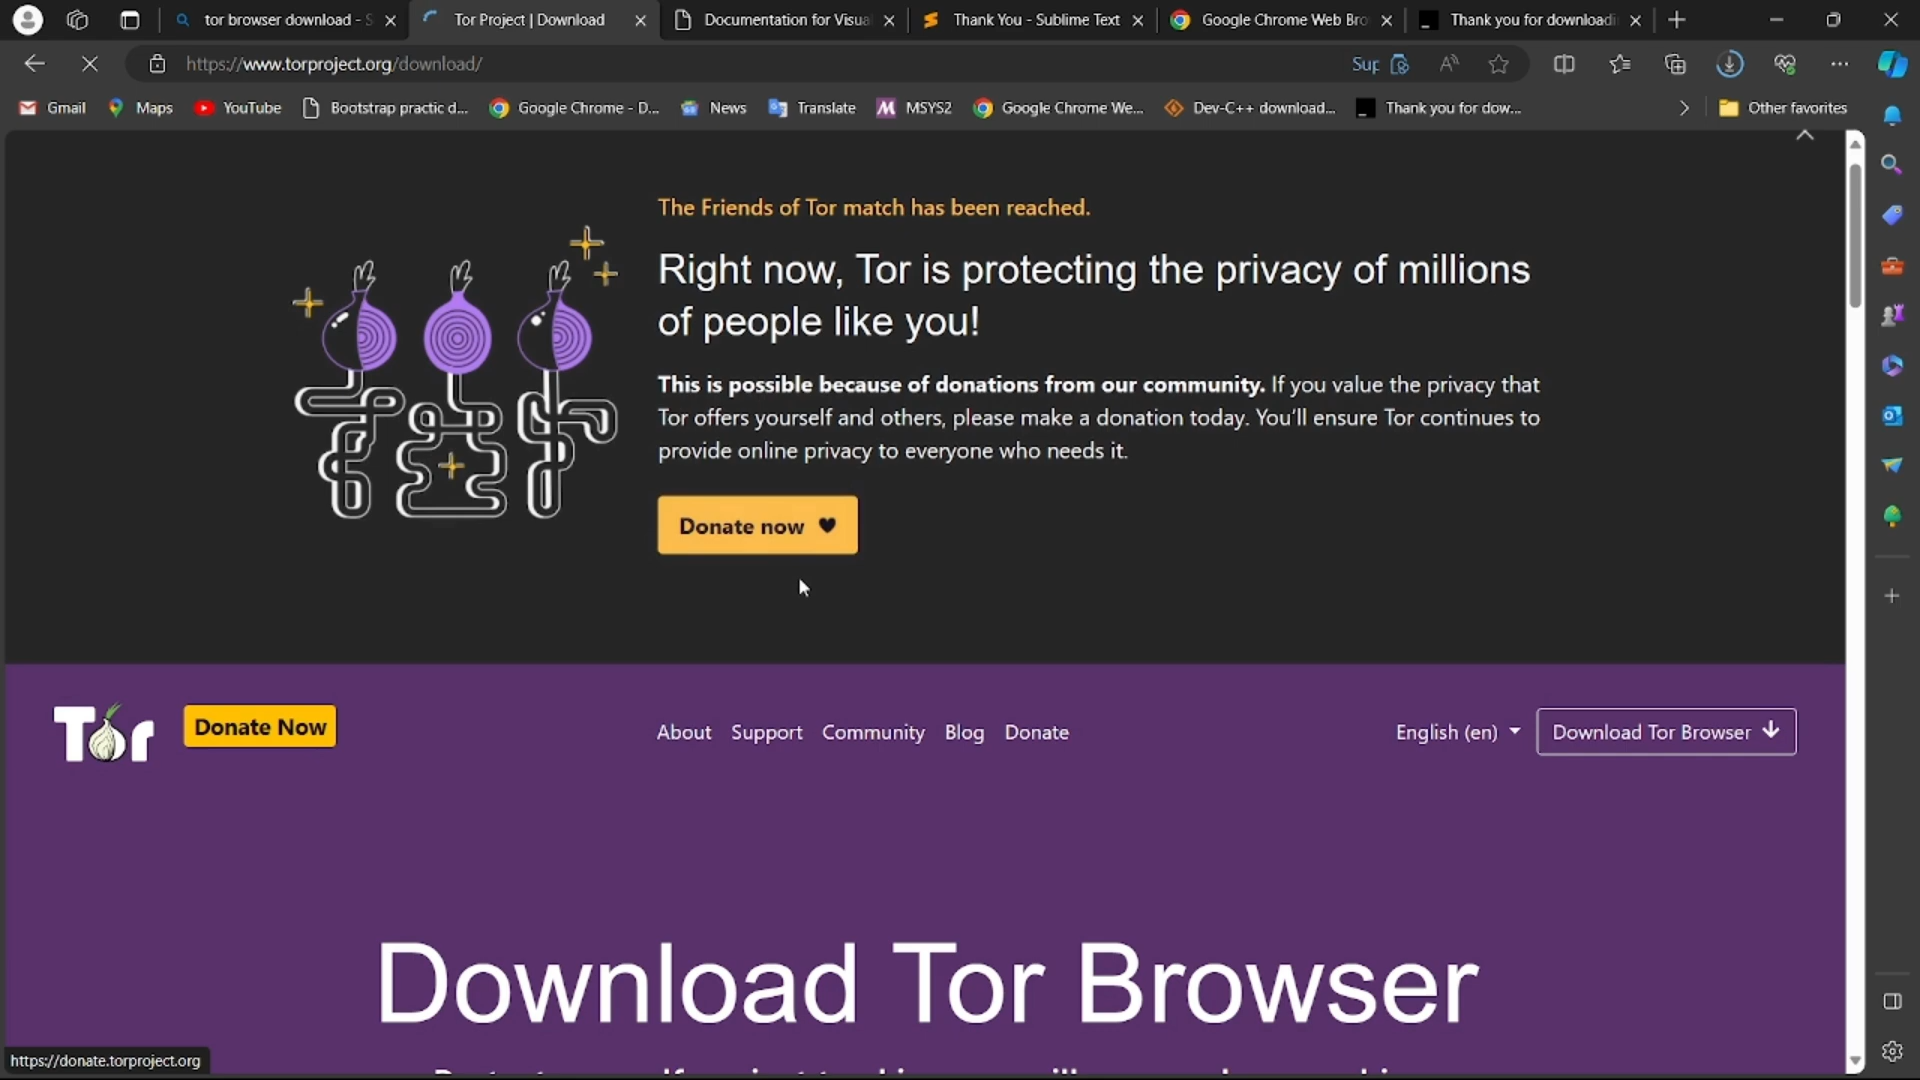 tor browser download - S
Tor Project | Download
Documentation for Visua
Thank You - Sublime Text
Google Chrome Web Bro
Thank you for downloadi
https://www.torproject.org/download/
Sup
Gmail
Maps
YouTube
Bootstrap practic d...
Google Chrome - D...
News
Translate
MSYS2
Google Chrome We...
Dev-C++ download...
Thank you for dow...
Other favorites
The Friends of Tor match has been reached.
Right now, Tor is protecting the privacy of millions
of people like you!
This is possible because of donations from our community. If you value the privacy that
Tor offers yourself and others, please make a donation today. You'll ensure Tor continues to
provide online privacy to everyone who needs it.
Donate now
Tor
Donate Now
About
Support
Community
Blog
Donate
English (en)
Download Tor Browser
Download Tor Browser
https://donate.torproject.org